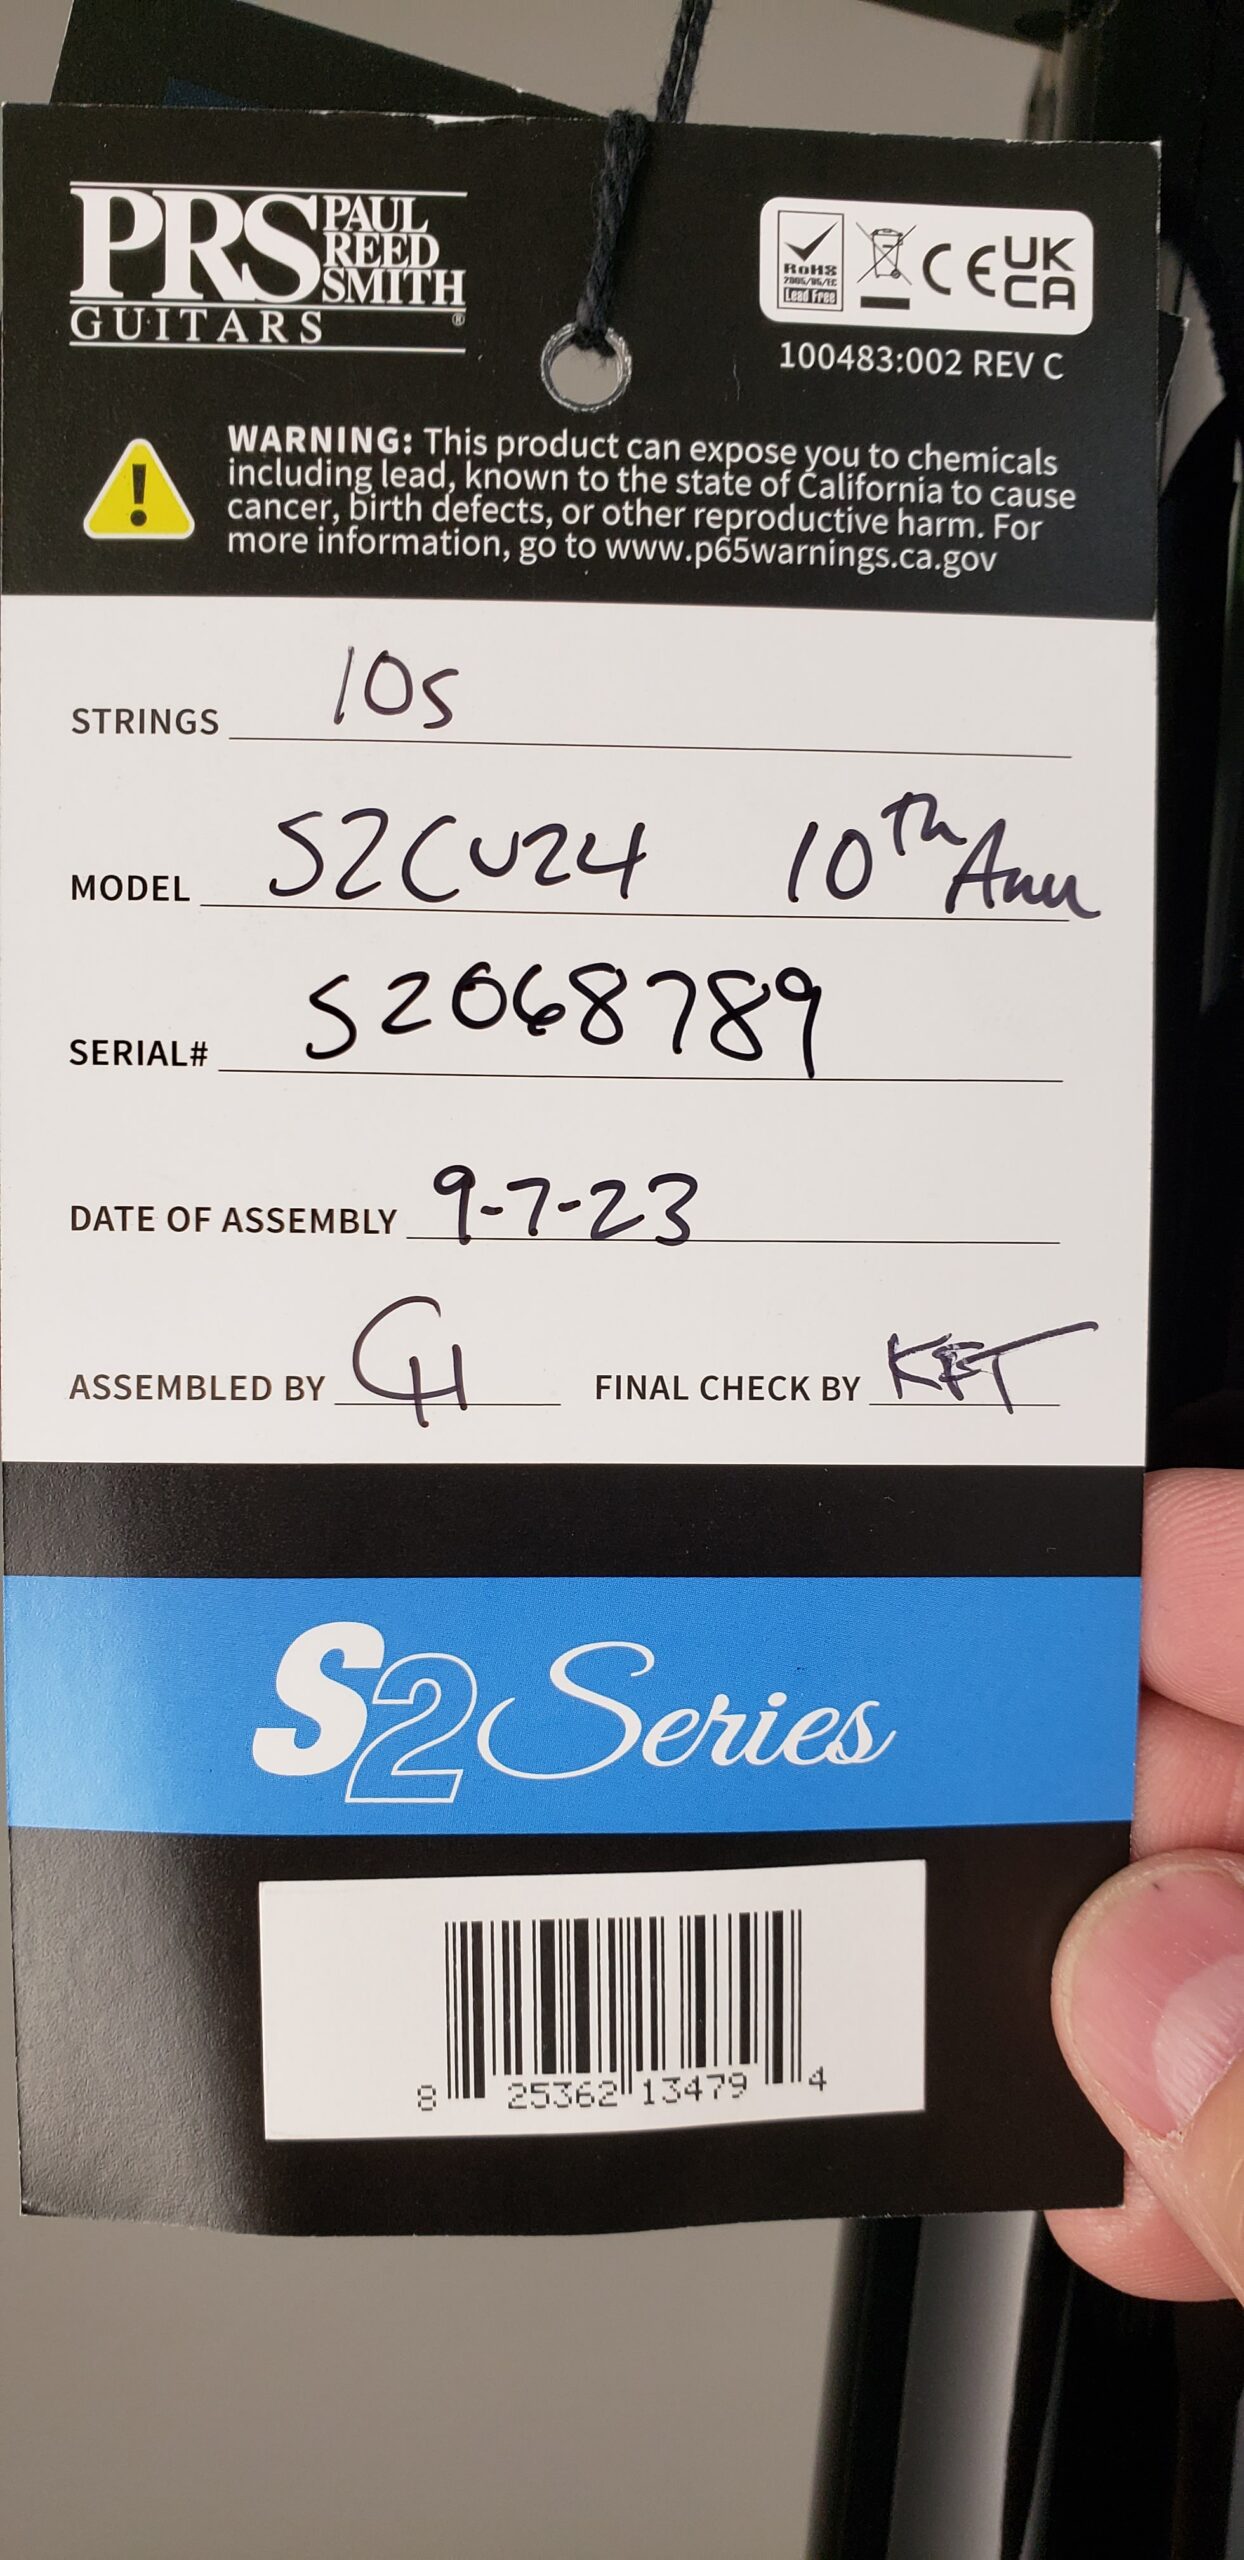 PRS PAUL REED SMITH
GUITARS ®
RoHS
2005/95/EC
Lead Free
CE UK CA
100483:002 REV C
WARNING: This product can expose you to chemicals
including lead, known to the state of California to cause
cancer, birth defects, or other reproductive harm. For
more information, go to www.p65warnings.ca.gov
STRINGS 10s
MODEL S2CU24 10th Ann
SERIAL# S2068789
DATE OF ASSEMBLY 9-7-23
ASSEMBLED BY CH FINAL CHECK BY KFT
S2 Series
8 25362 13479 4